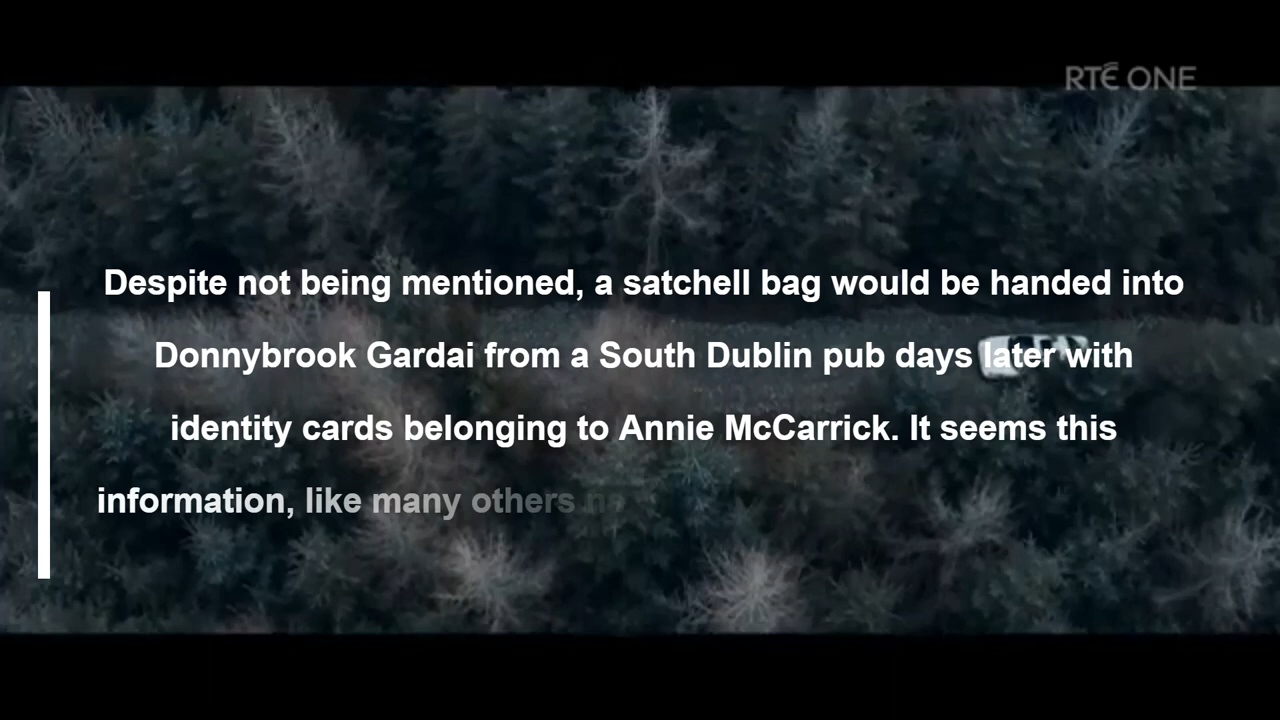 RTÉ ONE
Despite not being mentioned, a satchell bag would be handed into
Donnybrook Gardai from a South Dublin pub days later with
identity cards belonging to Annie McCarrick. It seems this
information, like many others